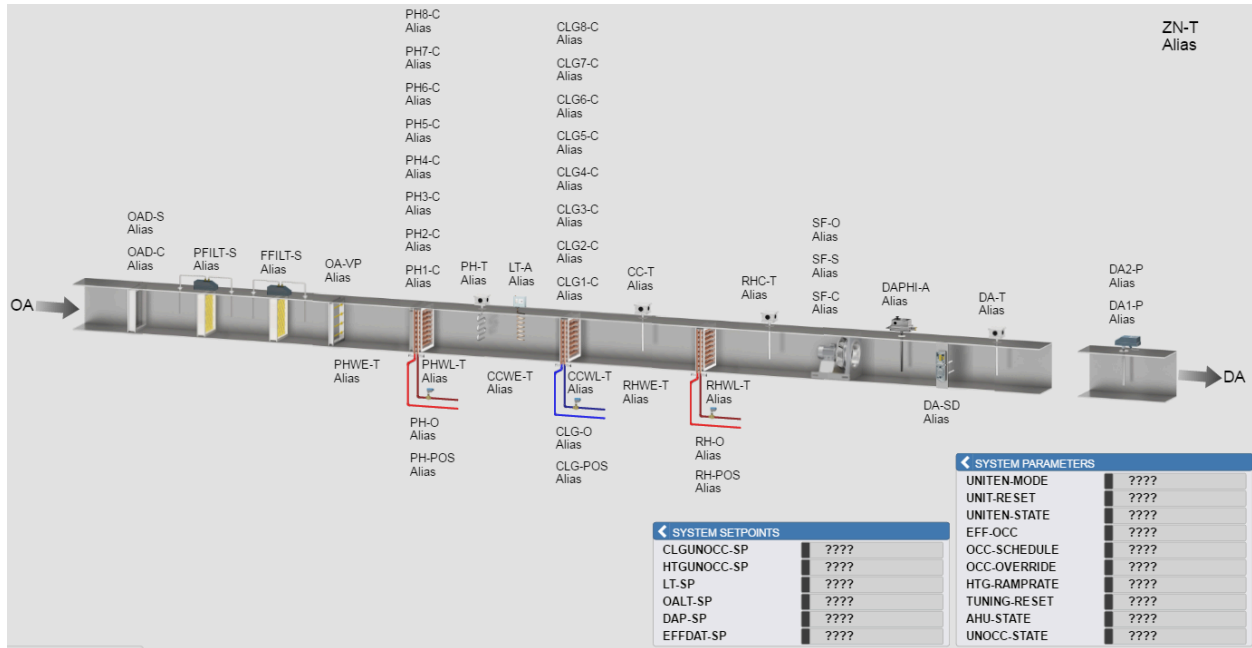 PH8-C
Alias
PH7-C
Alias
PH6-C
Alias
PH5-C
Alias
PH4-C
Alias
PH3-C
Alias
PH2-C
Alias
PH1-C
Alias
CLG8-C
Alias
CLG7-C
Alias
CLG6-C
Alias
CLG5-C
Alias
CLG4-C
Alias
CLG3-C
Alias
CLG2-C
Alias
CLG1-C
Alias
ZN-T
Alias
OAD-S
Alias
OAD-C
Alias
PFILT-S
Alias
FFILT-S
Alias
OA-VP
Alias
PH-T
Alias
LT-A
Alias
CC-T
Alias
RHC-T
Alias
SF-O
Alias
SF-S
Alias
SF-C
Alias
DAPHI-A
Alias
DA-T
Alias
DA2-P
Alias
DA1-P
Alias
OA
DA
PHWE-T
Alias
PHWL-T
Alias
CCWE-T
Alias
CCWL-T
Alias
RHWE-T
Alias
RHWL-T
Alias
DA-SD
Alias
PH-O
Alias
PH-POS
Alias
CLG-O
Alias
CLG-POS
Alias
RH-O
Alias
RH-POS
Alias
SYSTEM SETPOINTS
CLGUNOCC-SP ????
HTGUNOCC-SP ????
LT-SP ????
OALT-SP ????
DAP-SP ????
EFFDAT-SP ????
SYSTEM PARAMETERS
UNITEN-MODE ????
UNIT-RESET ????
UNITEN-STATE ????
EFF-OCC ????
OCC-SCHEDULE ????
OCC-OVERRIDE ????
HTG-RAMPRATE ????
TUNING-RESET ????
AHU-STATE ????
UNOCC-STATE ????